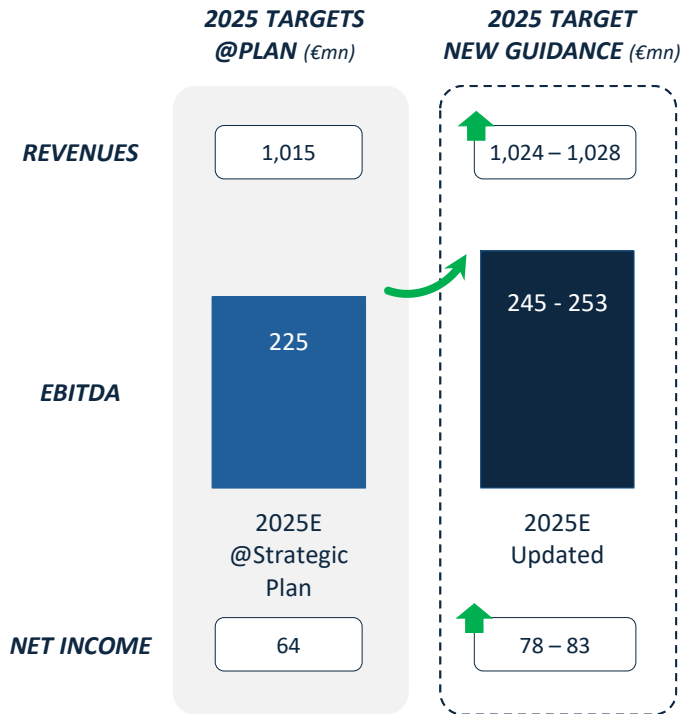 2025 TARGETS
@PLAN (€mn)
2025 TARGET
NEW GUIDANCE (€mn)
REVENUES
1,015
1,024 – 1,028
EBITDA
225
245 - 253
2025E
@Strategic
Plan
2025E
Updated
NET INCOME
64
78 – 83